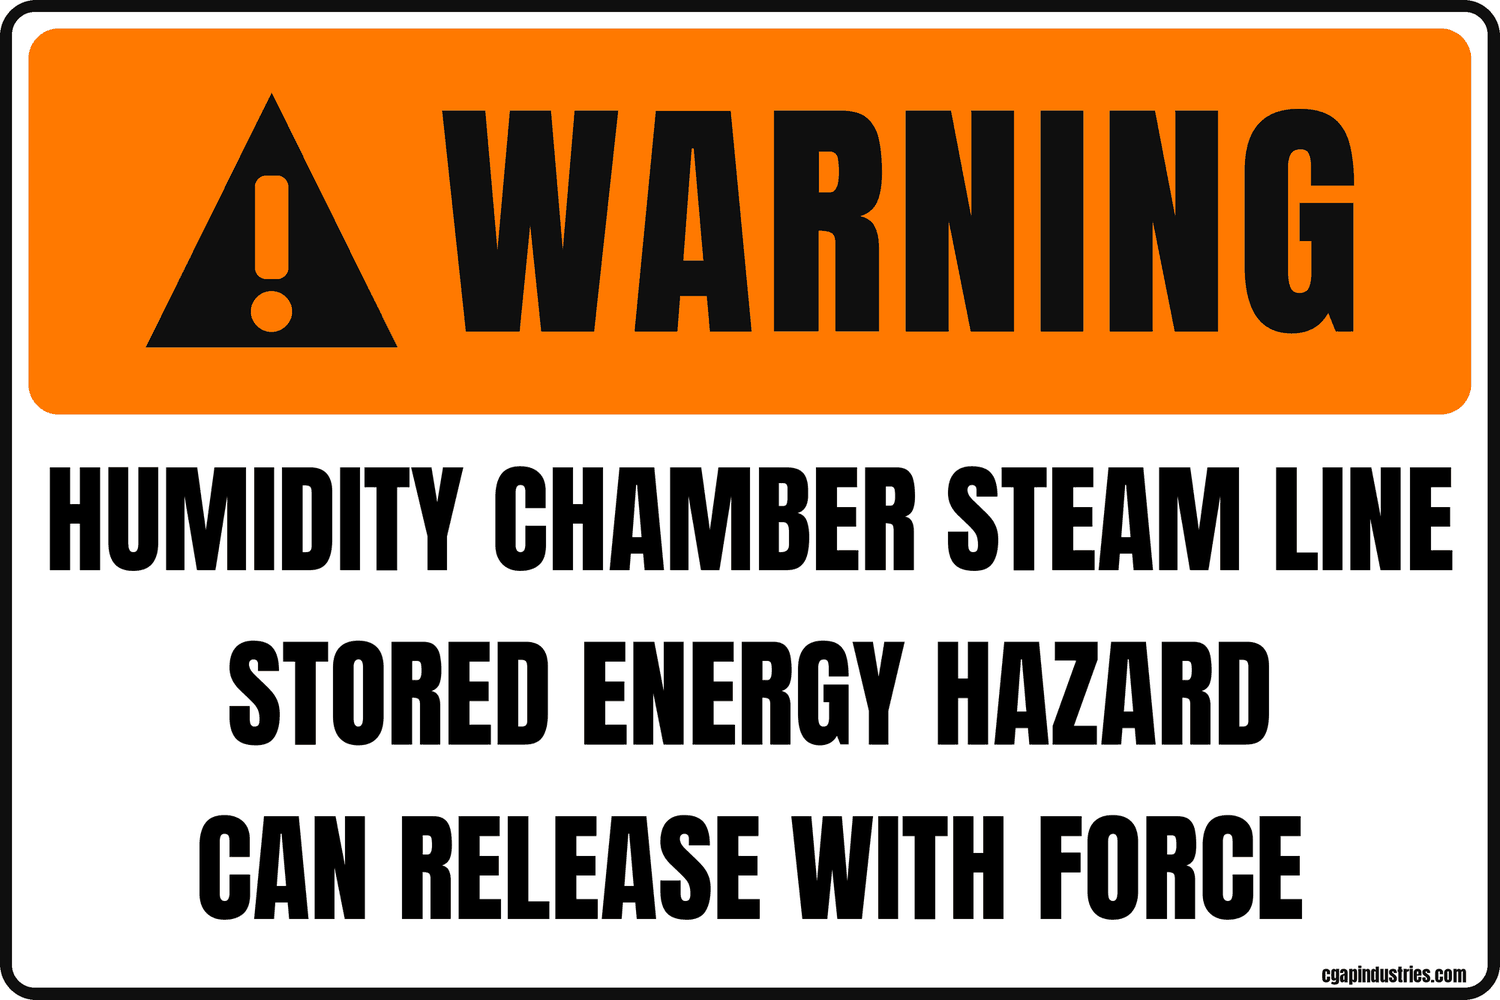 WARNING
HUMIDITY CHAMBER STEAM LINE
STORED ENERGY HAZARD
CAN RELEASE WITH FORCE
cgapindustries.com